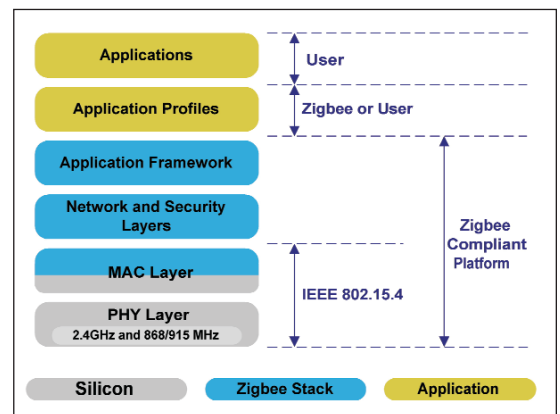 Applications
User
Application Profiles
Zigbee or User
Application Framework
Network and Security
Layers
Zigbee
Compliant
Platform
MAC Layer
IEEE 802.15.4
PHY Layer
2.4GHz and 868/915 MHz
Silicon
Zigbee Stack
Application